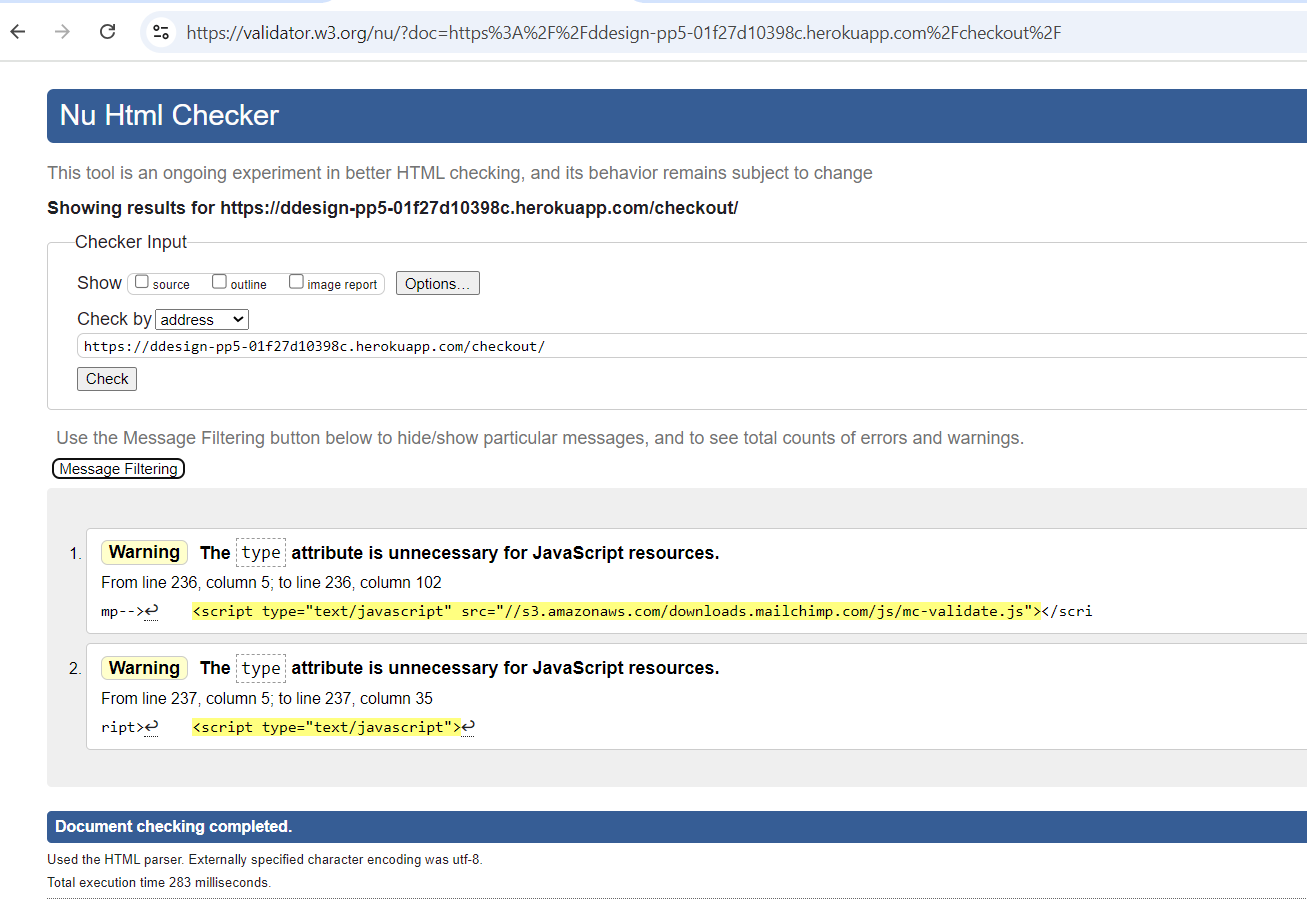 https://validator.w3.org/nu/?doc=https%3A%2F%2Fddesign-pp5-01f27d10398c.herokuapp.com%2Fcheckout%2F
Nu Html Checker
This tool is an ongoing experiment in better HTML checking, and its behavior remains subject to change
Showing results for https://ddesign-pp5-01f27d10398c.herokuapp.com/checkout/
Checker Input
Show source outline image report Options...
Check by address
https://ddesign-pp5-01f27d10398c.herokuapp.com/checkout/
Check
Use the Message Filtering button below to hide/show particular messages, and to see total counts of errors and warnings.
Message Filtering
1. Warning The type attribute is unnecessary for JavaScript resources.
From line 236, column 5; to line 236, column 102
mp-->↩ <script type="text/javascript" src="//s3.amazonaws.com/downloads.mailchimp.com/js/mc-validate.js"></scri
2. Warning The type attribute is unnecessary for JavaScript resources.
From line 237, column 5; to line 237, column 35
ript>↩ <script type="text/javascript">↩
Document checking completed.
Used the HTML parser. Externally specified character encoding was utf-8.
Total execution time 283 milliseconds.